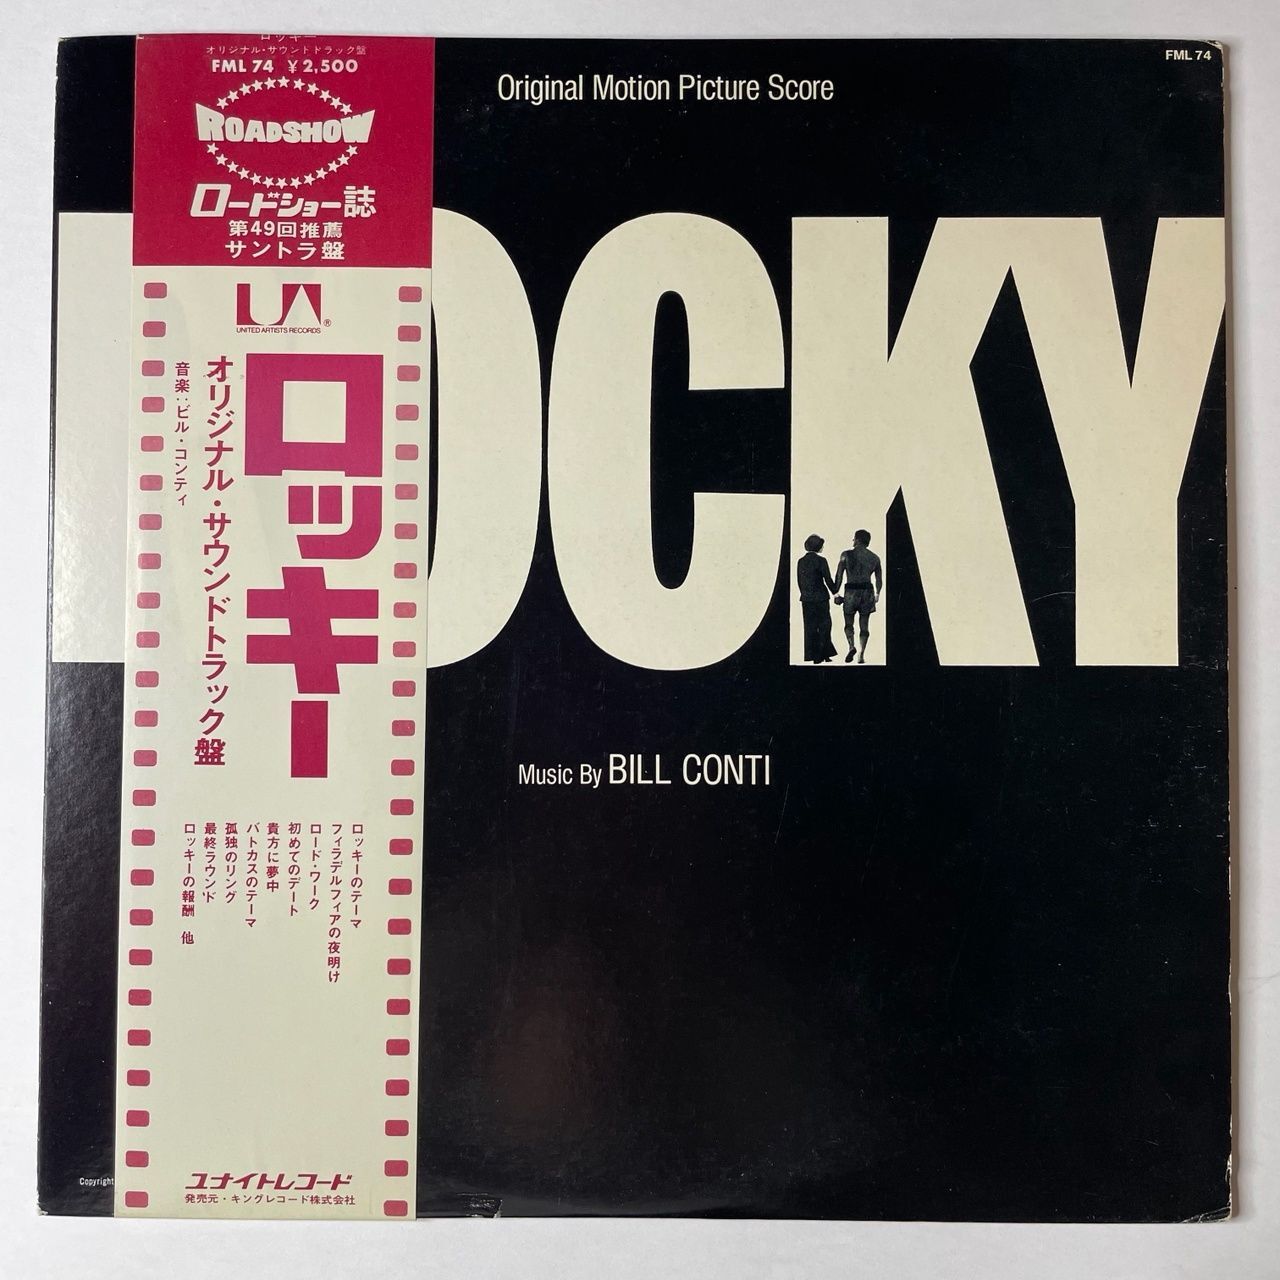 ロッキー
オリジナル・サウンドトラック盤
FML 74 ¥2,500
ROADSHOW
ロードショー誌
第49回推薦
サントラ盤
UA
UNITED ARTISTS RECORDS ®
ロッキー
オリジナル・サウンドトラック盤
音楽:ビル・コンティ
ロッキーのテーマ
フィラデルフィアの夜明け
ロード・ワーク
初めてのデート
貴方に夢中
バトカスのテーマ
孤独のリング
最終ラウンド
ロッキーの報酬 他
ユナイトレコード
発売元・キングレコード株式会社
FML 74
Original Motion Picture Score
OCKY
Music By BILL CONTI
Copyright